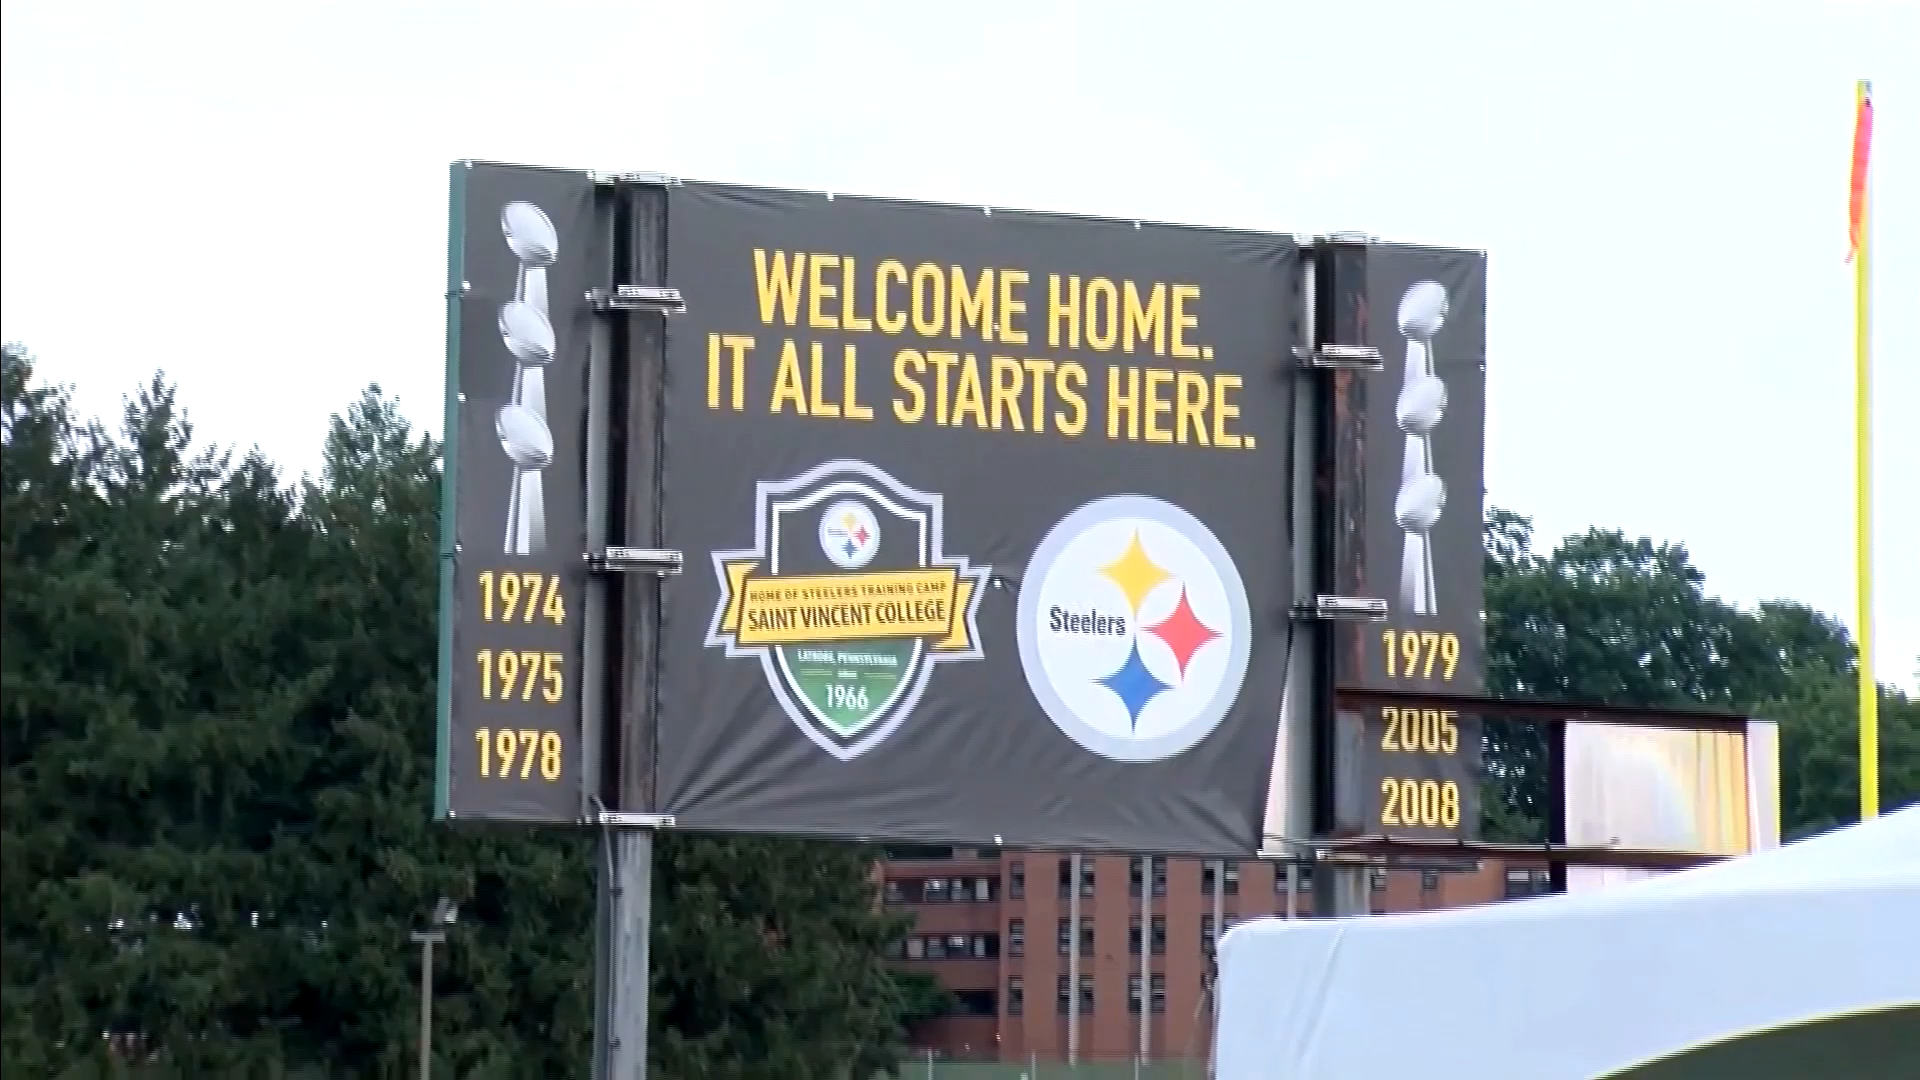 WELCOME HOME.
IT ALL STARTS HERE.
1974
1975
1978
HOME OF STEELERS TRAINING CAMP
SAINT VINCENT COLLEGE
LATROBE, PENNSYLVANIA
1966
Steelers
1979
2005
2008